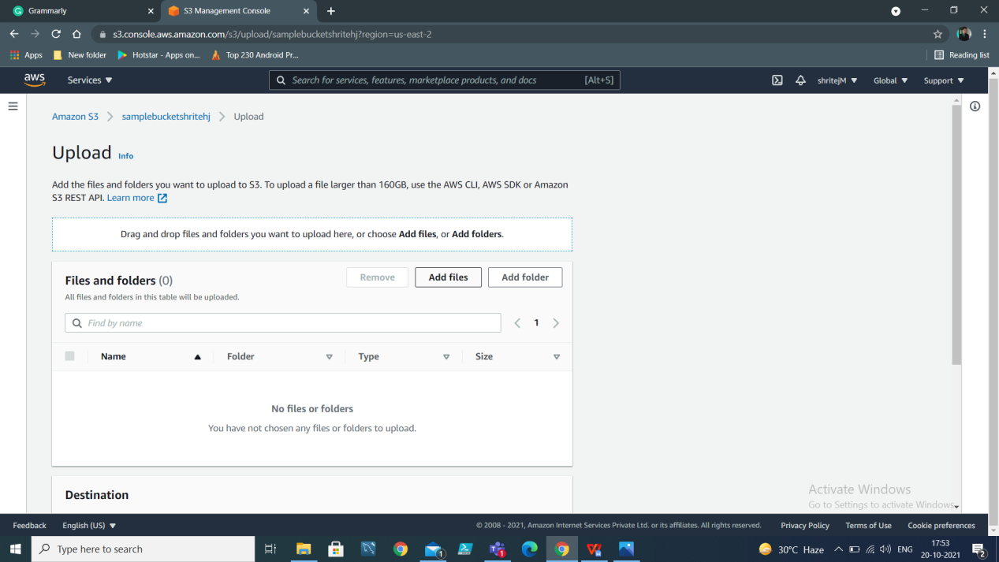 Grammarly
S3 Management Console
s3.console.aws.amazon.com/s3/upload/samplebucketshritehj?region=us-east-2
Apps New folder Hotstar - Apps on... Top 230 Android Pr... Reading list
aws Services Search for services, features, marketplace products, and docs [Alt+S] shritejM Global Support
Amazon S3 samplebucketshritehj Upload
Upload Info
Add the files and folders you want to upload to S3. To upload a file larger than 160GB, use the AWS CLI, AWS SDK or Amazon
S3 REST API. Learn more
Drag and drop files and folders you want to upload here, or choose Add files, or Add folders.
Files and folders (0) Remove Add files Add folder
All files and folders in this table will be uploaded.
Find by name 1
Name Folder Type Size
No files or folders
You have not chosen any files or folders to upload.
Destination
Activate Windows
Go to Settings to activate Windows.
Feedback English (US) © 2008 - 2021, Amazon Internet Services Private Ltd. or its affiliates. All rights reserved. Privacy Policy Terms of Use Cookie preferences
Type here to search 1 1 30°C Haze ENG 17:53
20-10-2021 2